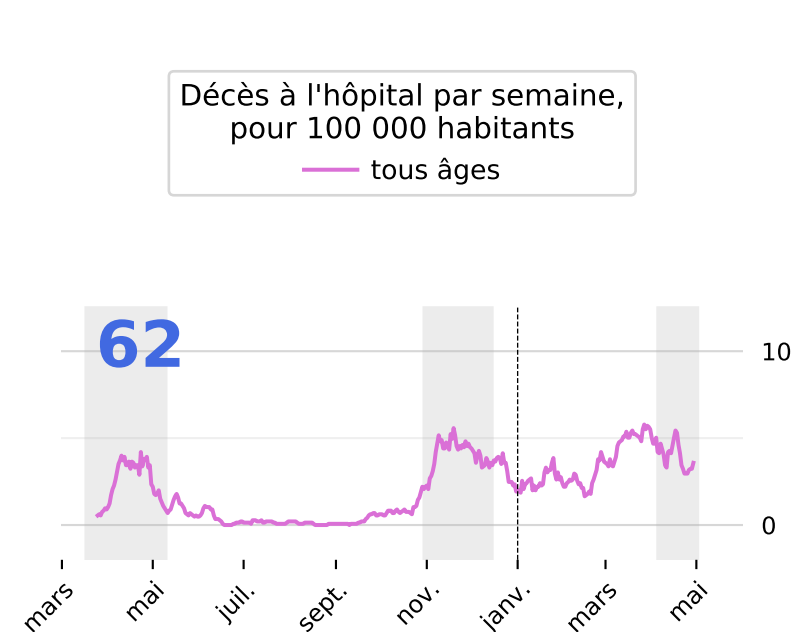 Décès à l'hôpital par semaine,
pour 100 000 habitants
tous âges
62
10
0
mars
mai
juil.
sept.
nov.
janv.
mars
mai